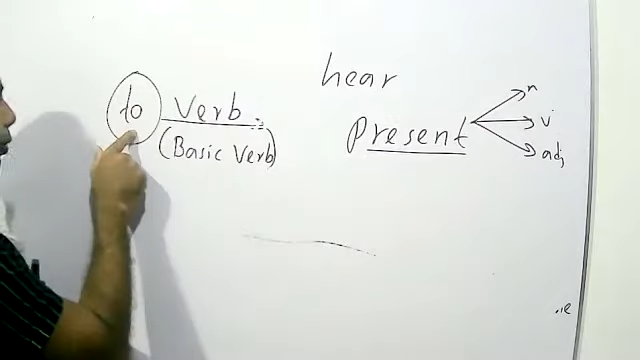 hear
to Verb
(Basic Verb)
Present
n
v
adj